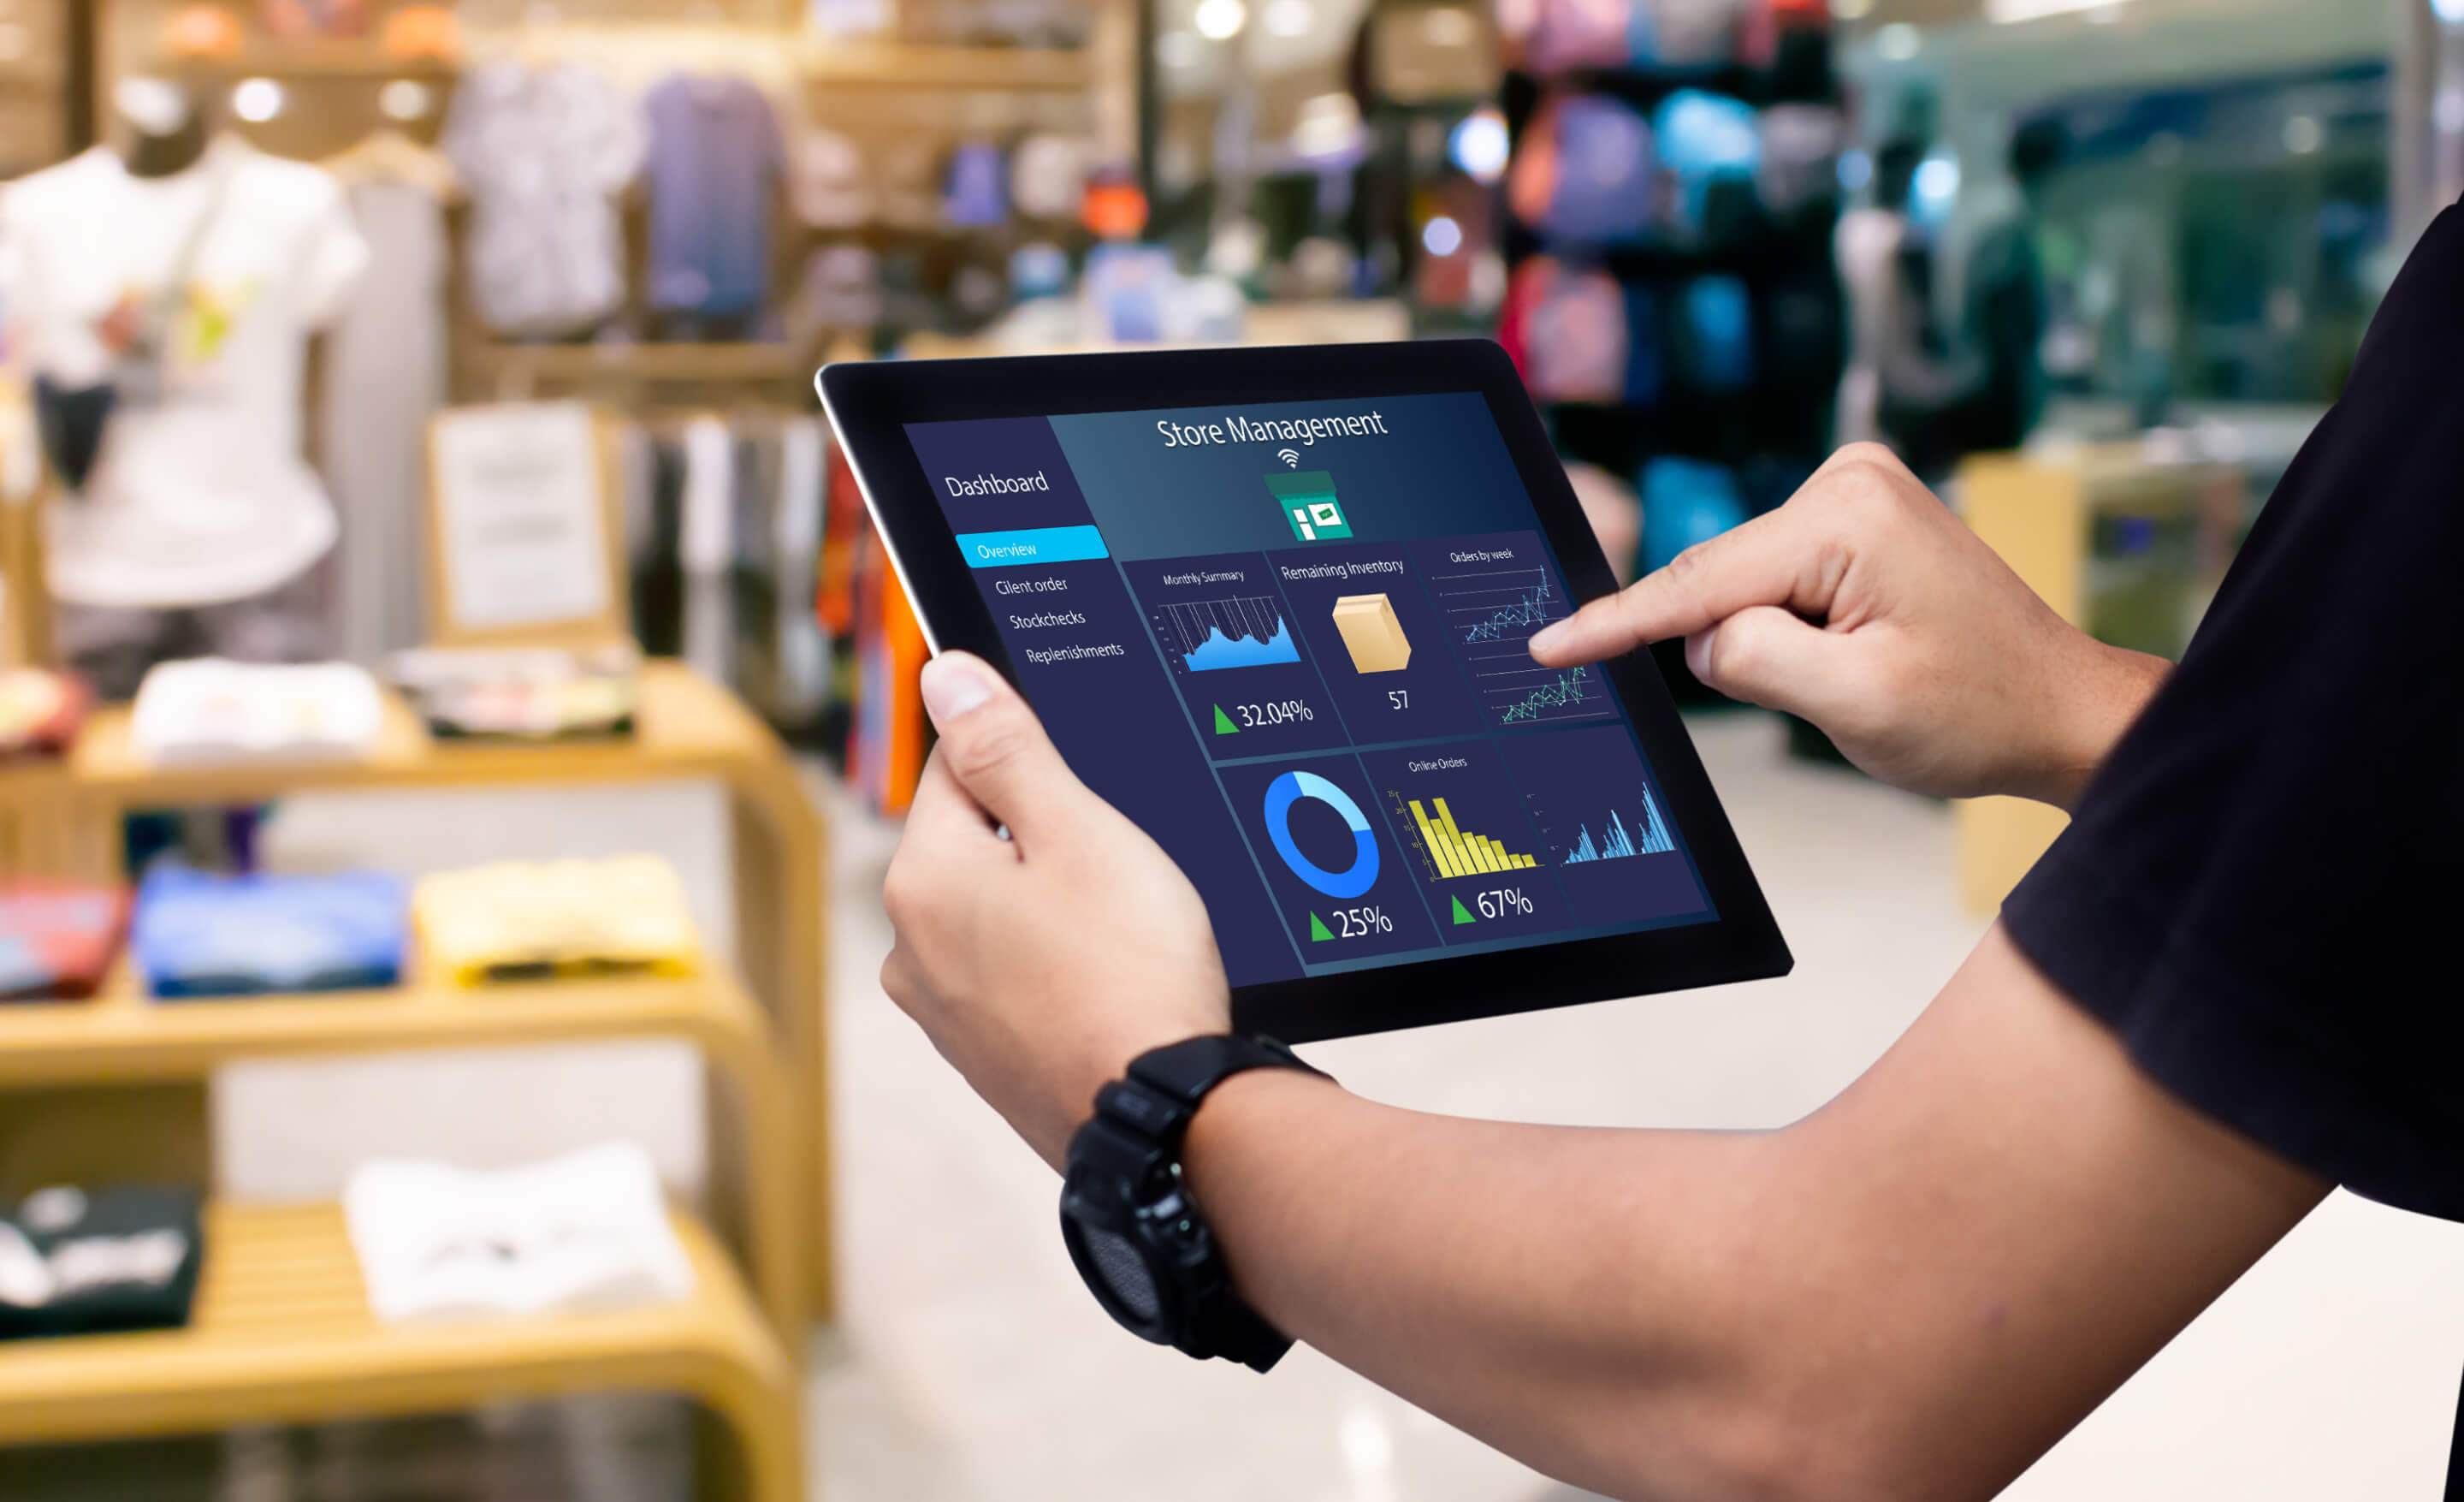 Store Management
Dashboard
Overview
Cilent order
Stockchecks
Replenishments
Monthly Summary
32.04%
Remaining Inventory
57
Orders by week
25%
Online Orders
67%